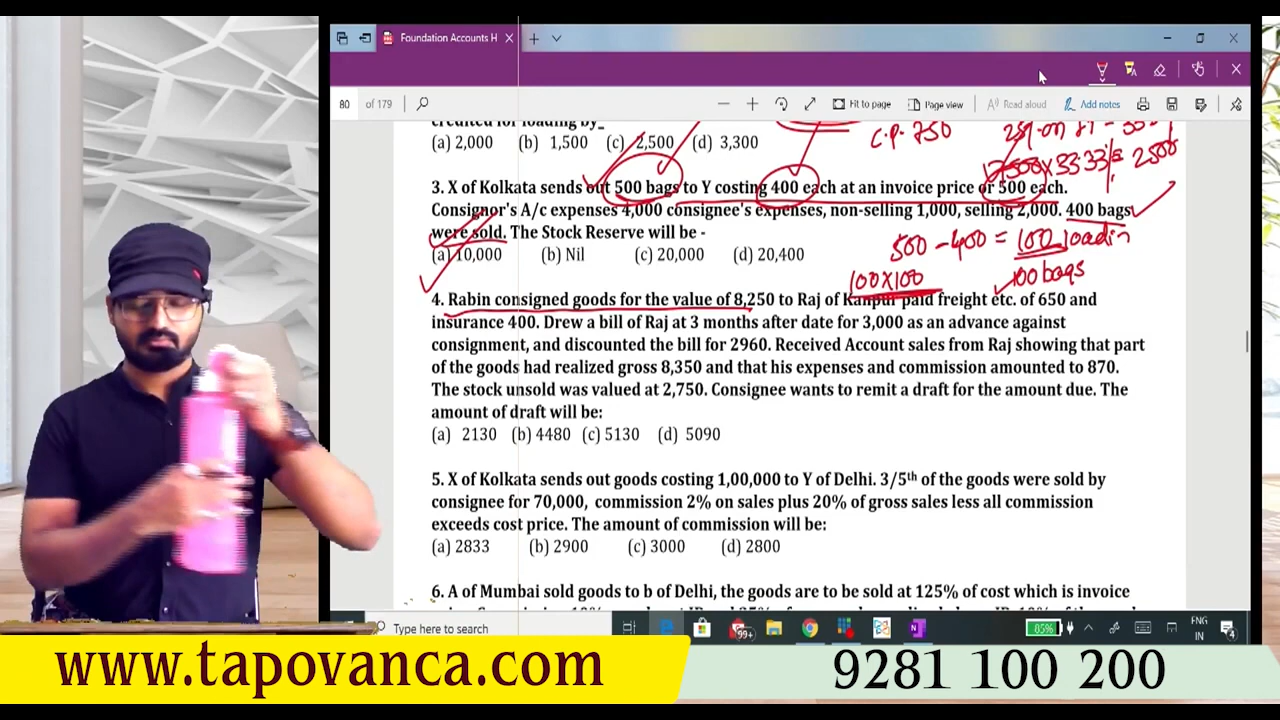 Foundation Accounts H
80 of 179
Fit to page
Page view
Read aloud
Add notes
credited for loading by_
C.P. 750
(a) 2,000 (b) 1,500 (c) 2,500 (d) 3,300
33.33% 2500
3. X of Kolkata sends out 500 bags to Y costing 400 each at an invoice price or 500 each.
Consignor's A/c expenses 4,000 consignee's expenses, non-selling 1,000, selling 2,000. 400 bags
were sold. The Stock Reserve will be -
500 - 400 = 100 loadin
(a) 10,000 (b) Nil (c) 20,000 (d) 20,400
100x100
100 bags
4. Rabin consigned goods for the value of 8,250 to Raj of Kanpur paid freight etc. of 650 and
insurance 400. Drew a bill of Raj at 3 months after date for 3,000 as an advance against
consignment, and discounted the bill for 2960. Received Account sales from Raj showing that part
of the goods had realized gross 8,350 and that his expenses and commission amounted to 870.
The stock unsold was valued at 2,750. Consignee wants to remit a draft for the amount due. The
amount of draft will be:
(a) 2130 (b) 4480 (c) 5130 (d) 5090
5. X of Kolkata sends out goods costing 1,00,000 to Y of Delhi. 3/5th of the goods were sold by
consignee for 70,000, commission 2% on sales plus 20% of gross sales less all commission
exceeds cost price. The amount of commission will be:
(a) 2833 (b) 2900 (c) 3000 (d) 2800
6. A of Mumbai sold goods to b of Delhi, the goods are to be sold at 125% of cost which is invoice
Type here to search
99+
85%
ENG
IN
4
www.tapovanca.com
9281 100 200